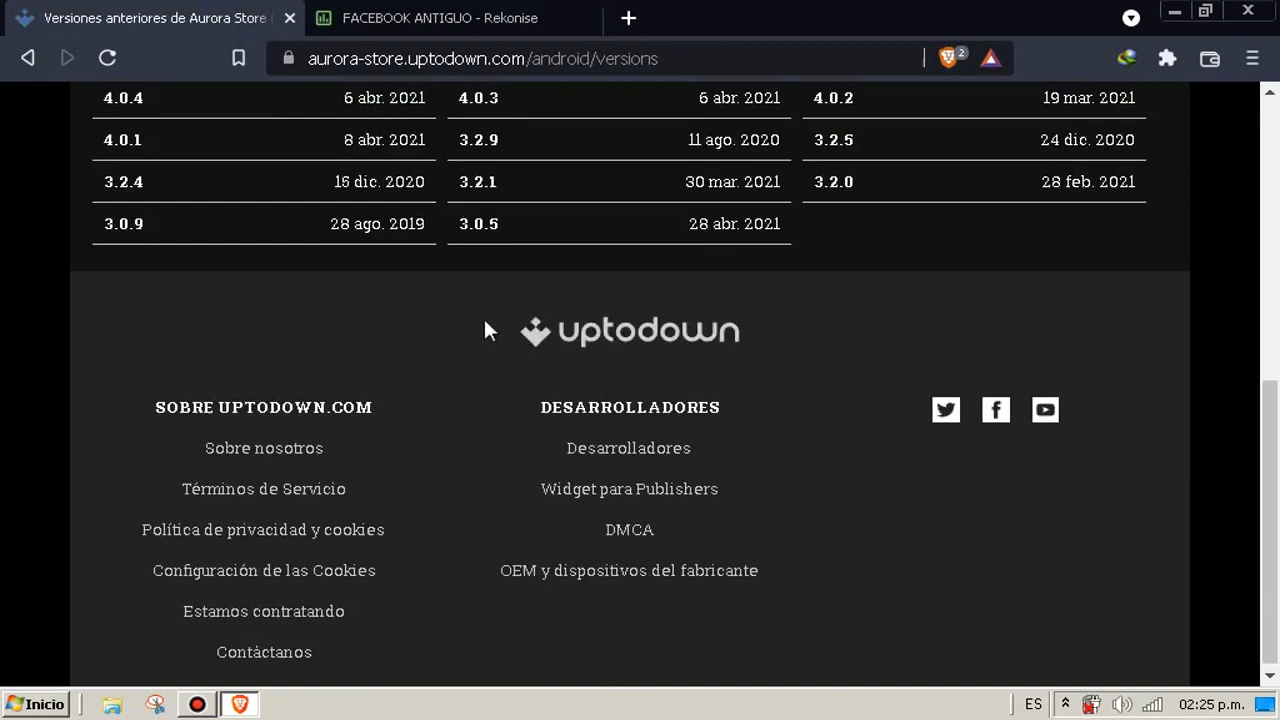 Versiones anteriores de Aurora Store (
FACEBOOK ANTIGUO - Rekonise
aurora-store.uptodown.com/android/versions
2
4.0.4 6 abr. 2021 4.0.3 6 abr. 2021 4.0.2 19 mar. 2021
4.0.1 8 abr. 2021 3.2.9 11 ago. 2020 3.2.5 24 dic. 2020
3.2.4 15 dic. 2020 3.2.1 30 mar. 2021 3.2.0 28 feb. 2021
3.0.9 28 ago. 2019 3.0.5 28 abr. 2021
uptodown
SOBRE UPTODOWN.COM
Sobre nosotros
Términos de Servicio
Política de privacidad y cookies
Configuración de las Cookies
Estamos contratando
Contáctanos
DESARROLLADORES
Desarrolladores
Widget para Publishers
DMCA
OEM y dispositivos del fabricante
Inicio
ES
02:25 p.m.